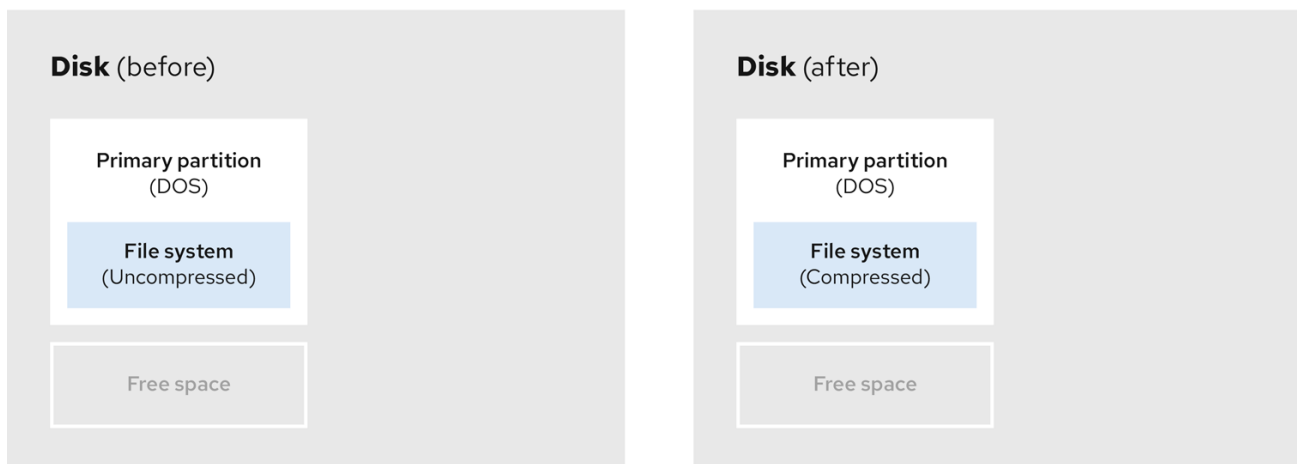 Disk (before)
Primary partition
(DOS)
File system
(Uncompressed)
Free space
Disk (after)
Primary partition
(DOS)
File system
(Compressed)
Free space